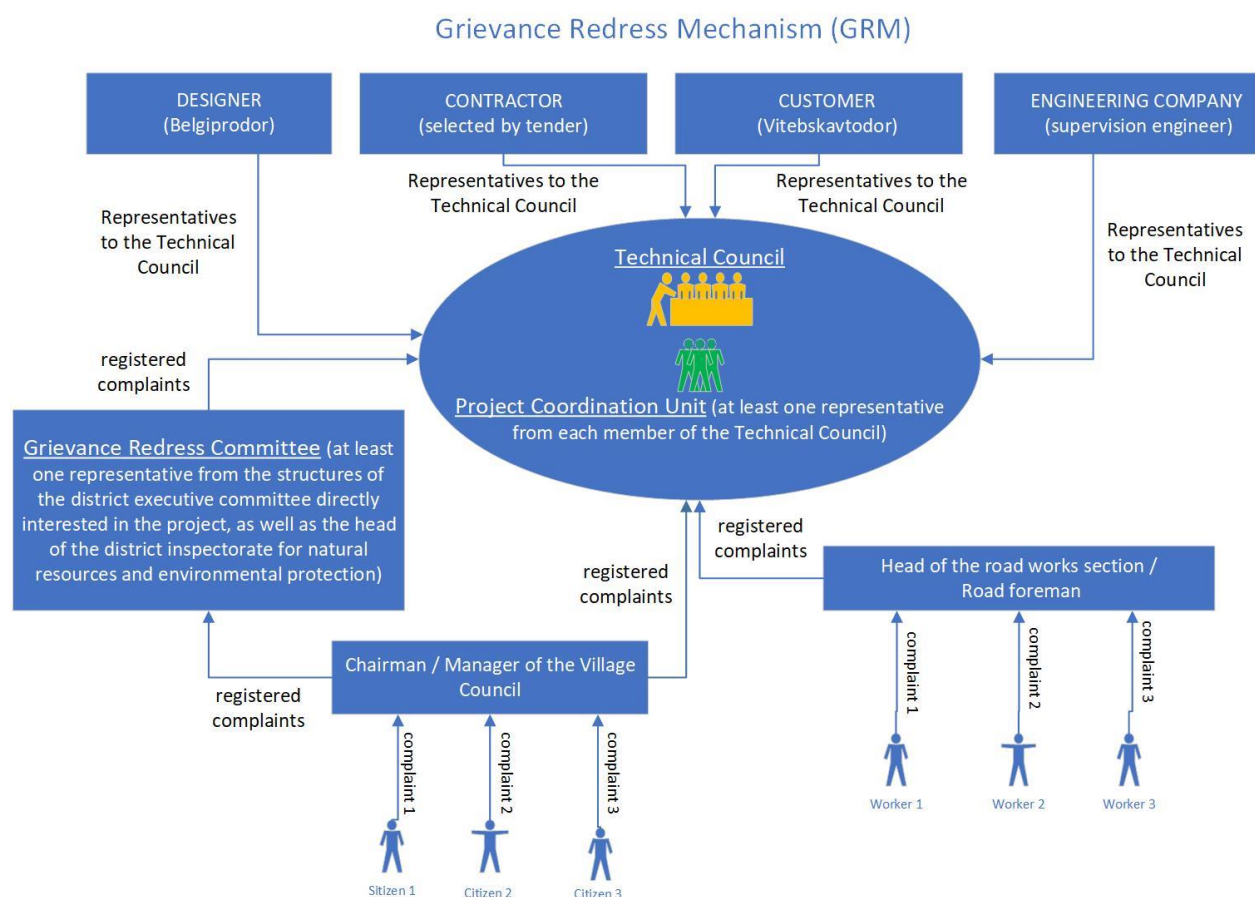 Grievance Redress Mechanism (GRM)
DESIGNER
(Belgiprodor)
CONTRACTOR
(selected by tender)
CUSTOMER
(Vitebskavtodor)
ENGINEERING COMPANY
(supervision engineer)
Representatives
to the Technical
Council
Representatives to the
Technical Council
Representatives to the
Technical Council
Representatives
to the Technical
Council
Technical Council
Project Coordination Unit (at least one representative
from each member of the Technical Council)
registered
complaints
Grievance Redress Committee (at least
one representative from the structures of
the district executive committee directly
interested in the project, as well as the head
of the district inspectorate for natural
resources and environmental protection)
registered
complaints
registered
complaints
registered
complaints
Head of the road works section /
Road foreman
Chairman / Manager of the Village
Council
complaint 1
complaint 2
complaint 3
Worker 1
Worker 2
Worker 3
complaint 1
complaint 2
complaint 3
Sitizen 1
Citizen 2
Citizen 3